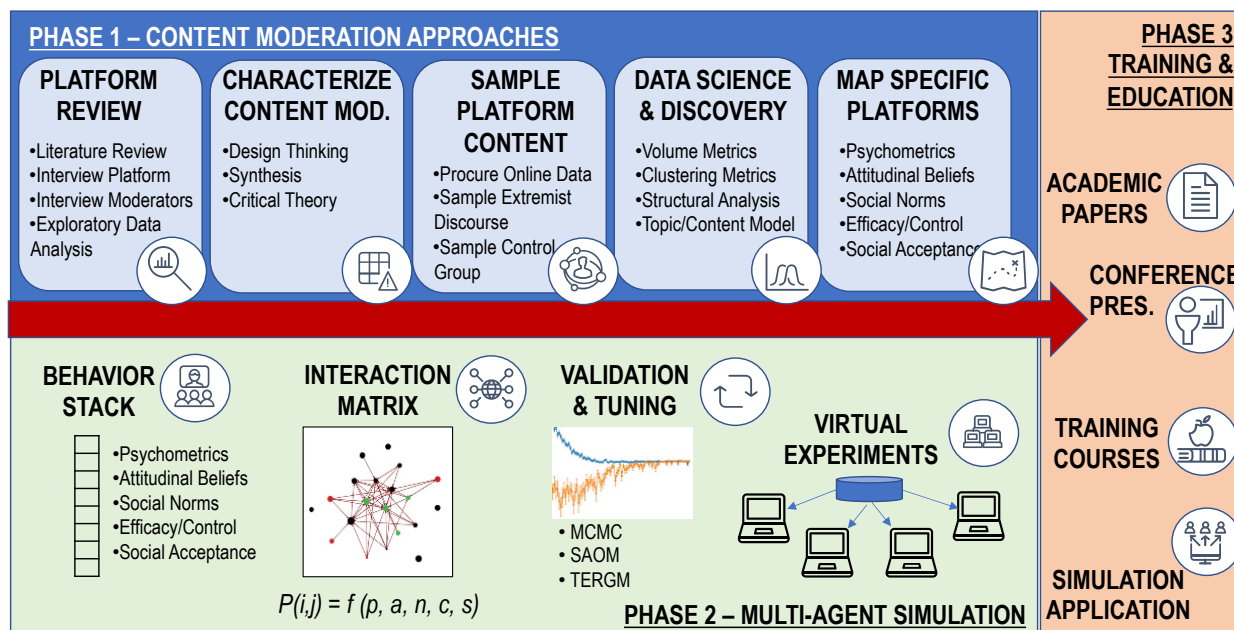 PHASE 1 – CONTENT MODERATION APPROACHES
PLATFORM
REVIEW
•Literature Review
•Interview Platform
•Interview Moderators
•Exploratory Data
Analysis
CHARACTERIZE
CONTENT MOD.
•Design Thinking
•Synthesis
•Critical Theory
SAMPLE
PLATFORM
CONTENT
•Procure Online Data
•Sample Extremist
Discourse
•Sample Control
Group
DATA SCIENCE
& DISCOVERY
•Volume Metrics
•Clustering Metrics
•Structural Analysis
•Topic/Content Model
MAP SPECIFIC
PLATFORMS
•Psychometrics
•Attitudinal Beliefs
•Social Norms
•Efficacy/Control
•Social Acceptance
BEHAVIOR
STACK
•Psychometrics
•Attitudinal Beliefs
•Social Norms
•Efficacy/Control
•Social Acceptance
INTERACTION
MATRIX
P(i,j) = f (p, a, n, c, s)
VALIDATION
& TUNING
• MCMC
• SAOM
• TERGM
VIRTUAL
EXPERIMENTS
PHASE 2 – MULTI-AGENT SIMULATION
PHASE 3
TRAINING &
EDUCATION
ACADEMIC
PAPERS
CONFERENCE
PRES.
TRAINING
COURSES
SIMULATION
APPLICATION